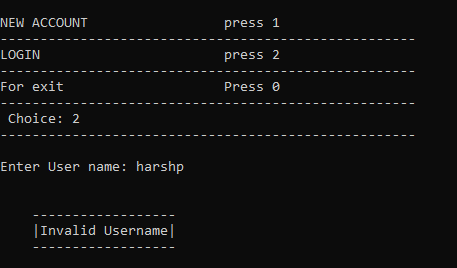 NEW ACCOUNT                 press 1
----------------------------------------------------
LOGIN                       press 2
----------------------------------------------------
For exit                    Press 0
----------------------------------------------------
 Choice: 2
----------------------------------------------------
Enter User name: harshp
------------------
|Invalid Username|
------------------